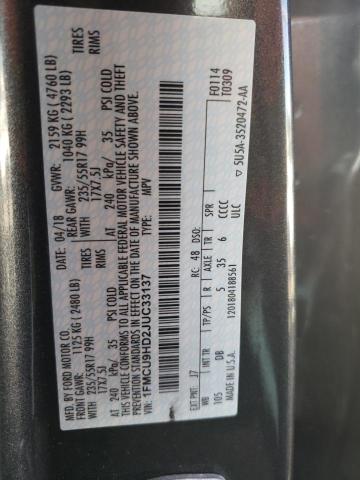 MFD. BY FORD MOTOR CO.
DATE: 04/18 GVWR: 2159 KG ( 4760 LB)
FRONT GAWR: 1125 KG ( 2480 LB) REAR GAWR: 1040 KG ( 2293 LB)
235/55R17 99H TIRES WITH 235/55R17 99H TIRES
17X7.5J RIMS 17X7.5J RIMS
AT 240 kPa/ 35 PSI COLD AT 240 kPa/ 35 PSI COLD
THIS VEHICLE CONFORMS TO ALL APPLICABLE FEDERAL MOTOR VEHICLE SAFETY AND THEFT
PREVENTION STANDARDS IN EFFECT ON THE DATE OF MANUFACTURE SHOWN ABOVE.
VIN: 1FMCU9HD2JUC33137
TYPE: MPV
F0114
T0309
EXT PNT: J7 RC: 48 DSO:
WB INT TR TP/PS R AXLE TR SPR
105 DB 5 35 6 CCCC
ULC
MADE IN U.S.A. 1201804188561
▽ 5U5A-3520472-AA